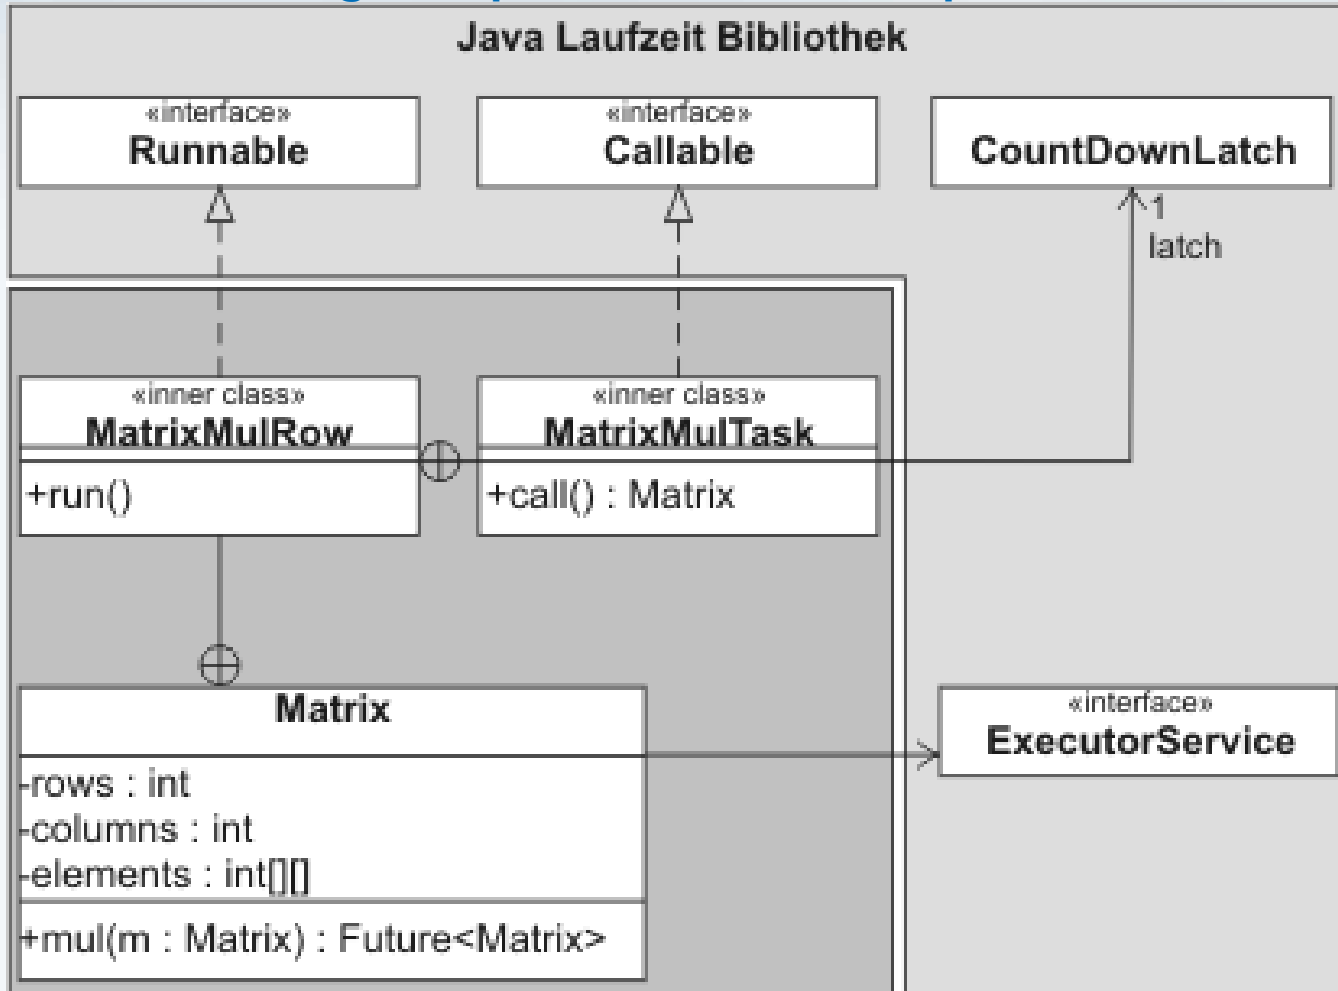 Java Laufzeit Bibliothek
«interface»
Runnable
«interface»
Callable
CountDownLatch
1
latch
«inner class»
MatrixMulRow
+run()
«inner class»
MatrixMulTask
+call() : Matrix
Matrix
-rows : int
-columns : int
-elements : int[][]
+mul(m : Matrix) : Future<Matrix>
«interface»
ExecutorService